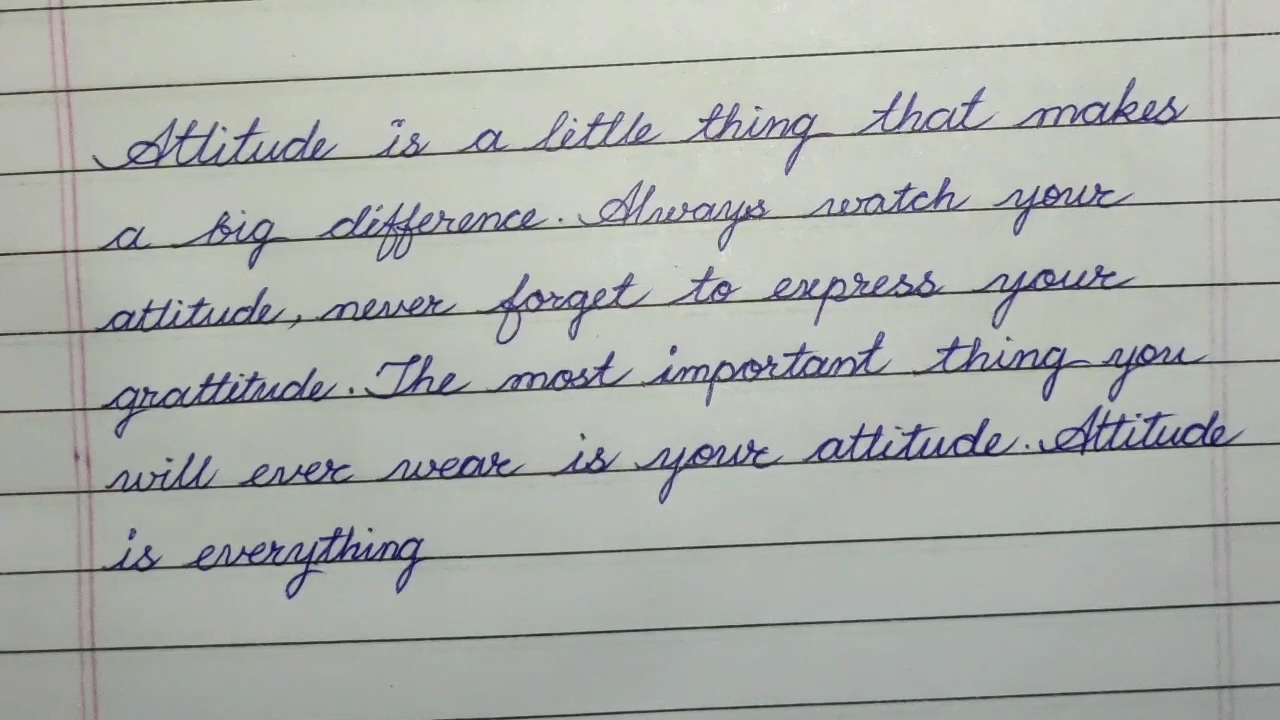 Attitude is a little thing that makes
a big difference. Always watch your
attitude, never forget to express your
grattitude. The most important thing you
will ever wear is your attitude. Attitude
is everything